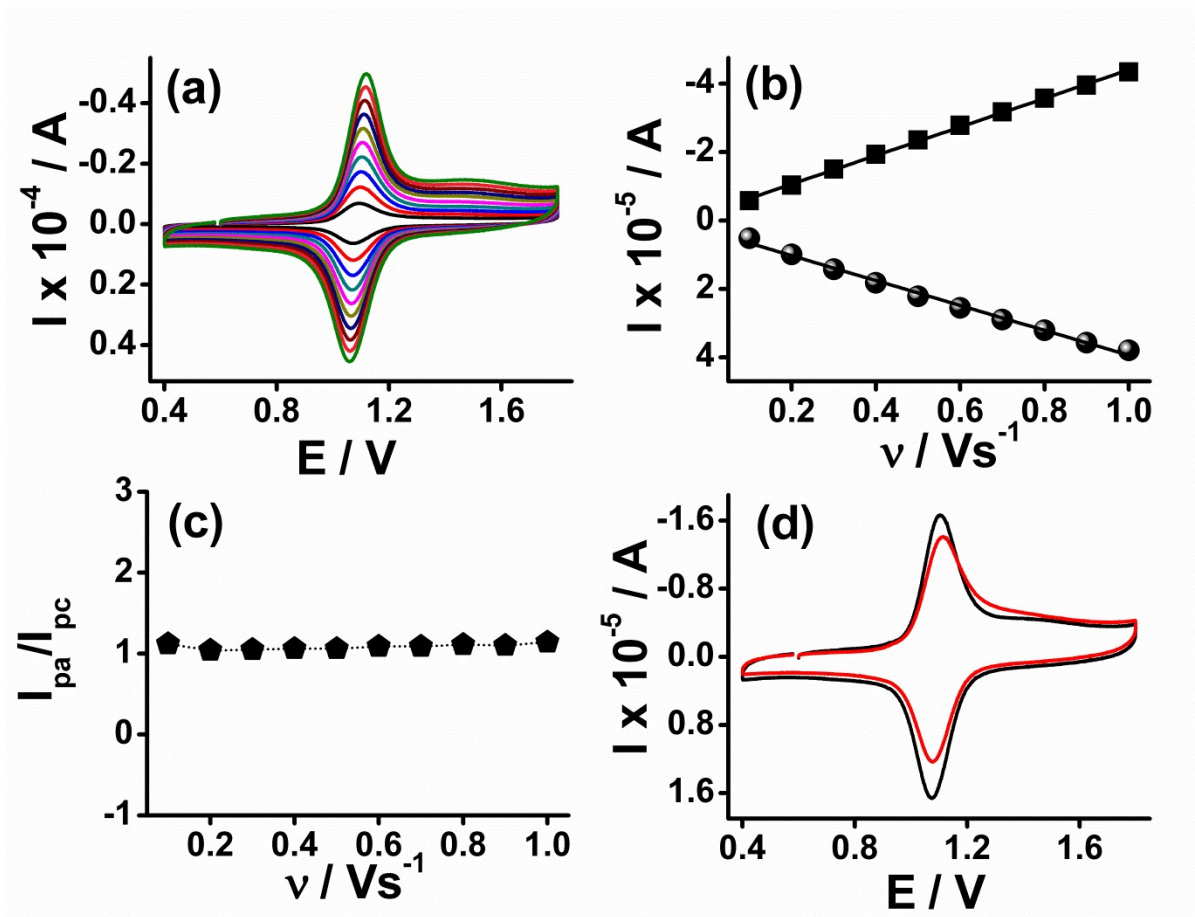 (a)
I x 10⁻⁴ / A
-0.4
-0.2
0.0
0.2
0.4
0.4 0.8 1.2 1.6
E / V
(b)
I x 10⁻⁵ / A
-4
-2
0
2
4
0.2 0.4 0.6 0.8 1.0
ν / Vs⁻¹
(c)
Iₚₐ/Iₚ꜀
3
2
1
0
-1
0.2 0.4 0.6 0.8 1.0
ν / Vs⁻¹
(d)
I x 10⁻⁵ / A
-1.6
-0.8
0.0
0.8
1.6
0.4 0.8 1.2 1.6
E / V